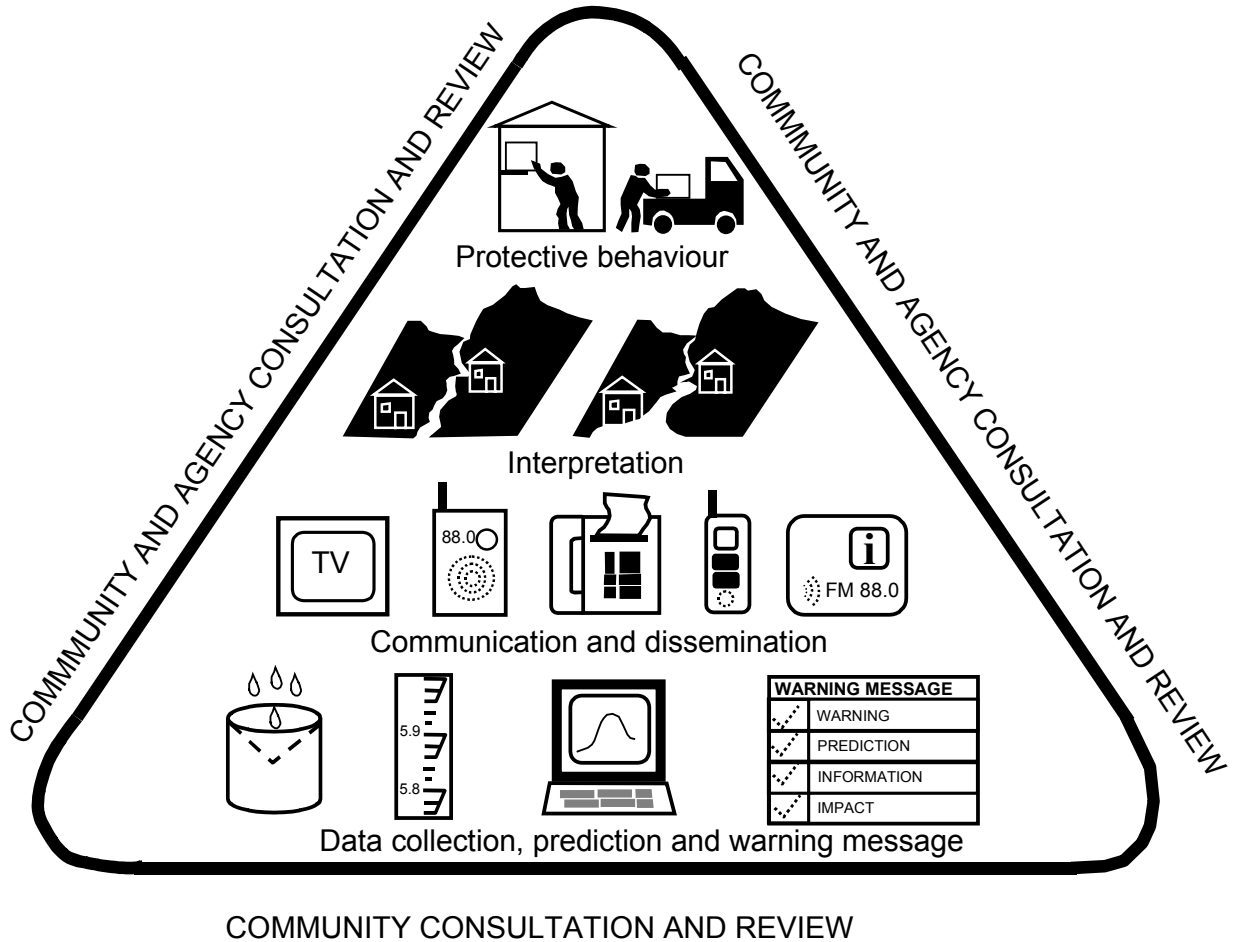 COMMMUNITY AND AGENCY CONSULTATION AND REVIEW
COMMMUNITY AND AGENCY CONSULTATION AND REVIEW
Protective behaviour
Interpretation
TV
88.0
i
FM 88.0
Communication and dissemination
5.9
5.8
WARNING MESSAGE
WARNING
PREDICTION
INFORMATION
IMPACT
Data collection, prediction and warning message
COMMUNITY CONSULTATION AND REVIEW